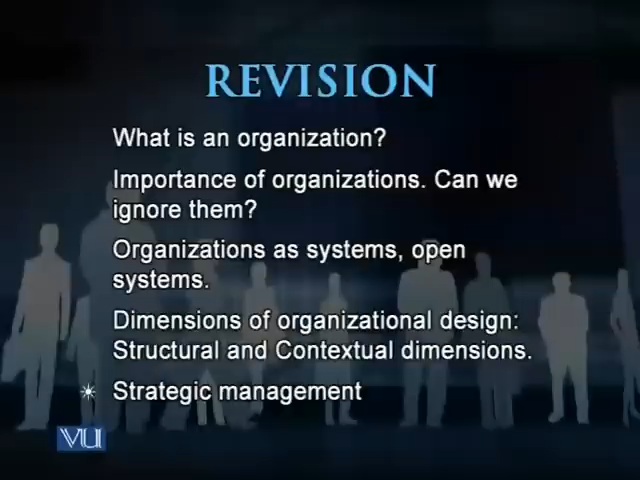 REVISION
What is an organization?
Importance of organizations. Can we
ignore them?
Organizations as systems, open
systems.
Dimensions of organizational design:
Structural and Contextual dimensions.
Strategic management
VU